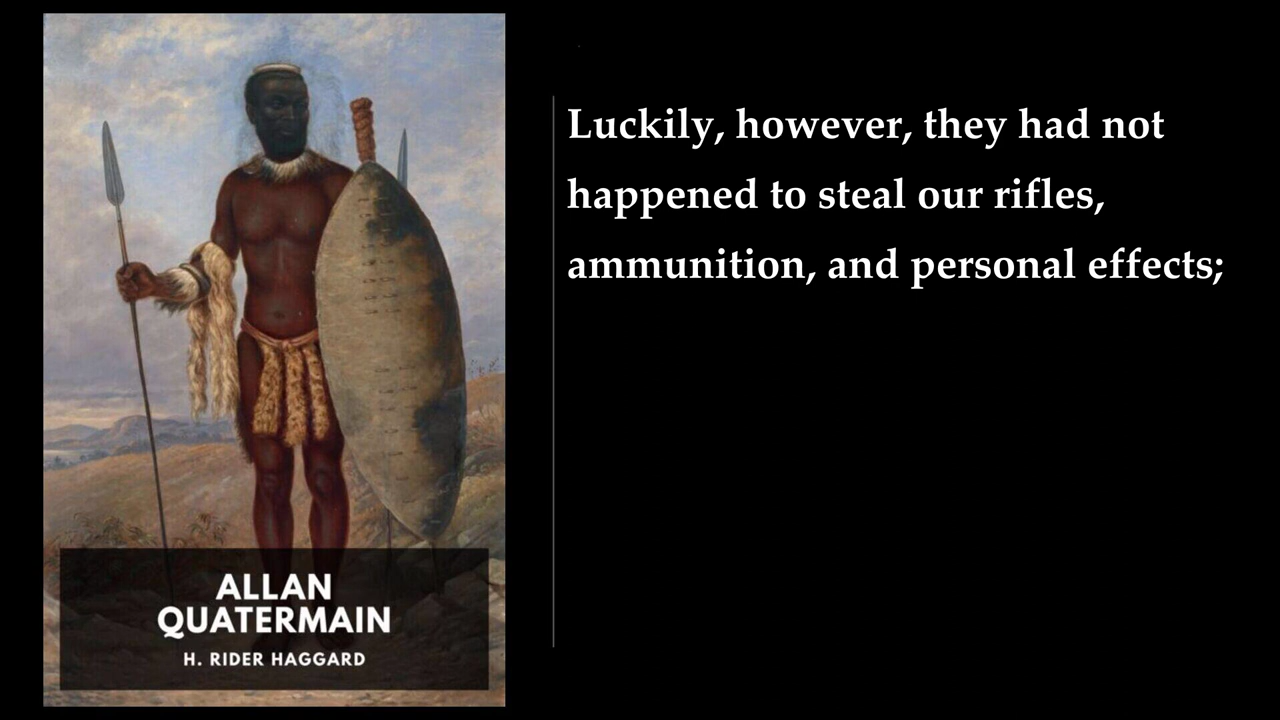 Luckily, however, they had not
happened to steal our rifles,
ammunition, and personal effects;
ALLAN
QUATERMAIN
H. RIDER HAGGARD